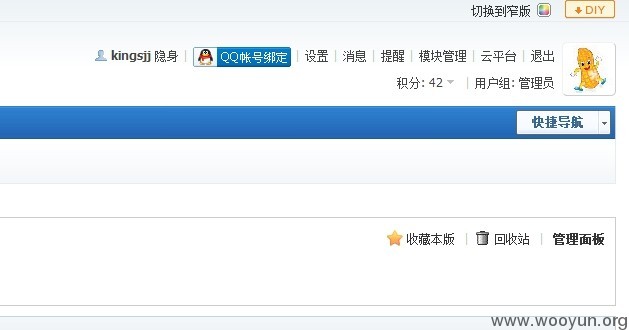 切换到窄版 DIY
kingsjj 隐身 QQ帐号绑定 设置 消息 提醒 模块管理 云平台 退出
积分: 42 用户组: 管理员
快捷导航
收藏本版 回收站 管理面板
www.wooyun.org